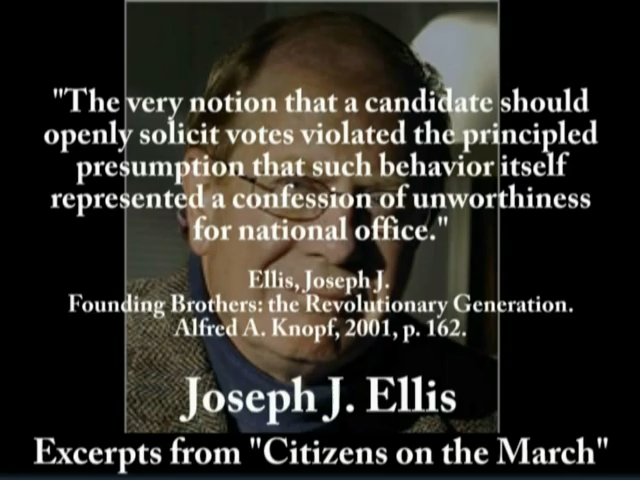 "The very notion that a candidate should
openly solicit votes violated the principled
presumption that such behavior itself
represented a confession of unworthiness
for national office."
Ellis, Joseph J.
Founding Brothers: the Revolutionary Generation.
Alfred A. Knopf, 2001, p. 162.
Joseph J. Ellis
Excerpts from "Citizens on the March"